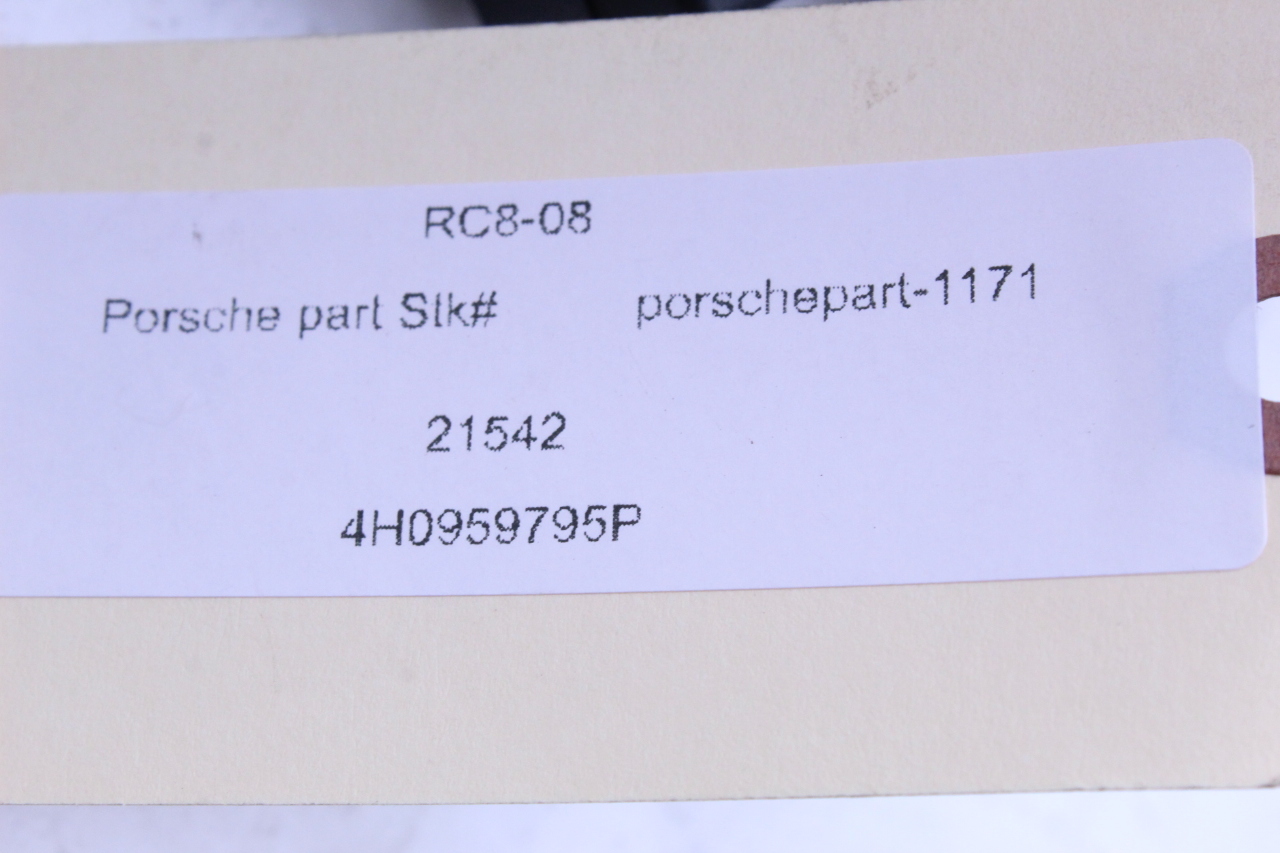 RC8-08
Porsche part Stk# porschepart-1171
21542
4H0959795P